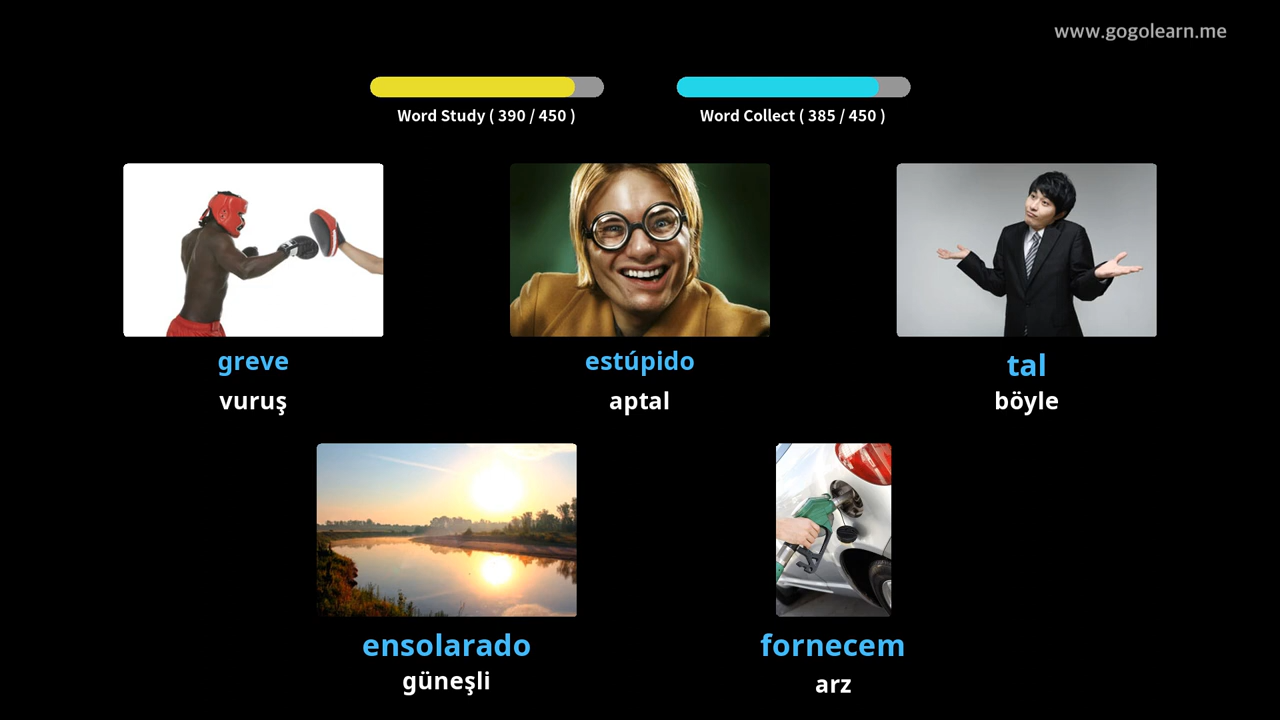 www.gogolearn.me
Word Study ( 390 / 450 )
Word Collect ( 385 / 450 )
greve
vuruş
estúpido
aptal
tal
böyle
ensolarado
güneşli
fornecem
arz